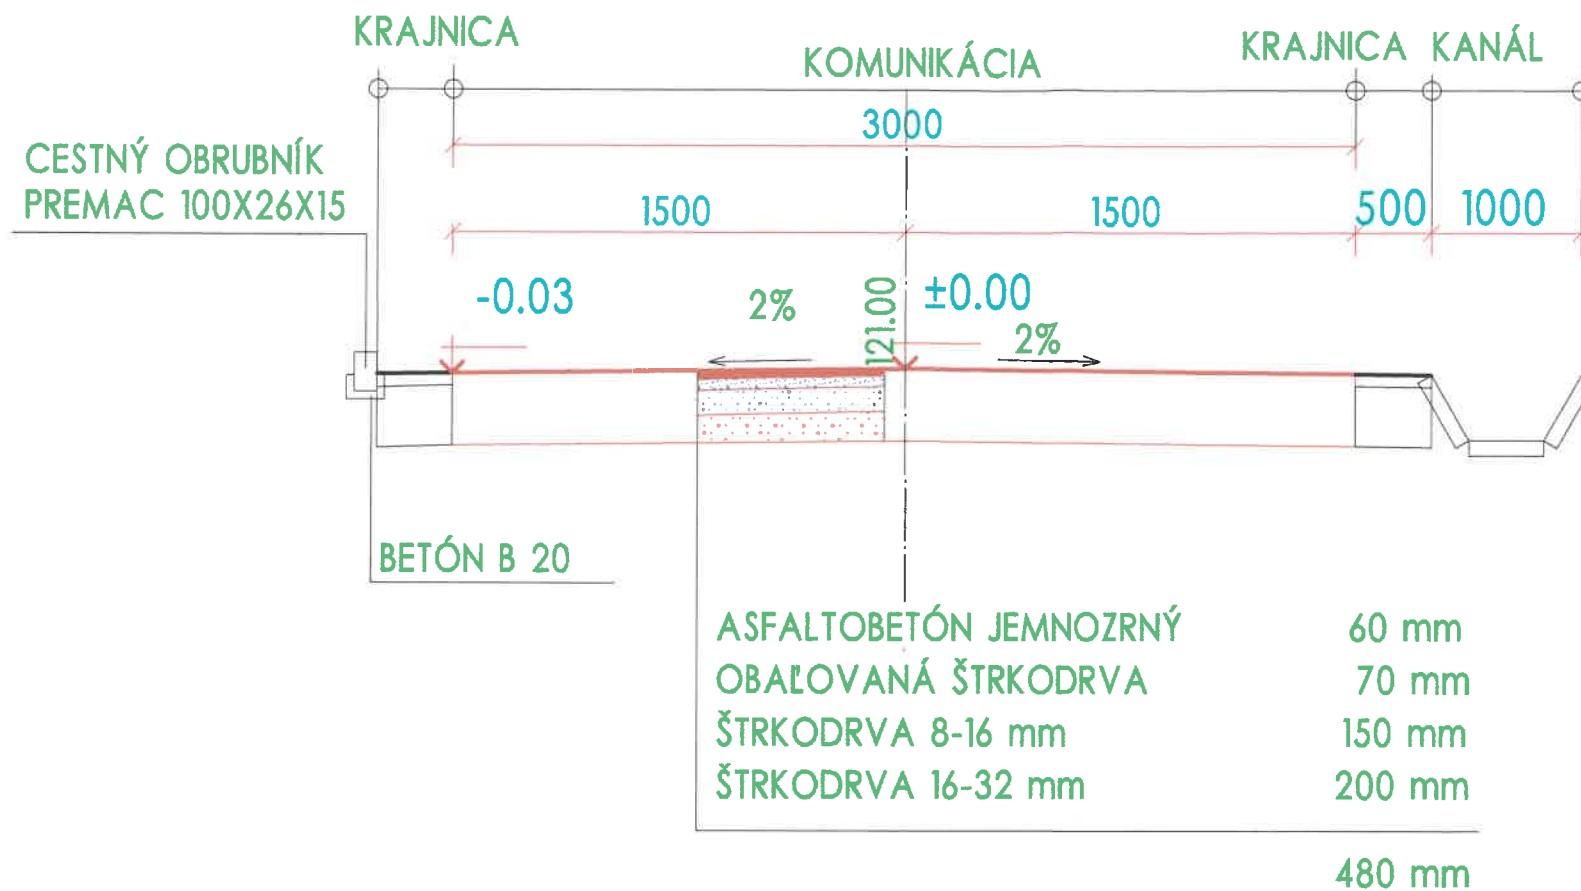 KRAJNICA
KOMUNIKÁCIA
KRAJNICA KANÁL
3000
CESTNÝ OBRUBNÍK
PREMAC 100X26X15
1500
1500
500
1000
-0.03
2%
121.00
±0.00
2%
BETÓN B 20
ASFALTOBETÓN JEMNOZRNÝ 60 mm
OBAĽOVANÁ ŠTRKODRVA 70 mm
ŠTRKODRVA 8-16 mm 150 mm
ŠTRKODRVA 16-32 mm 200 mm
480 mm